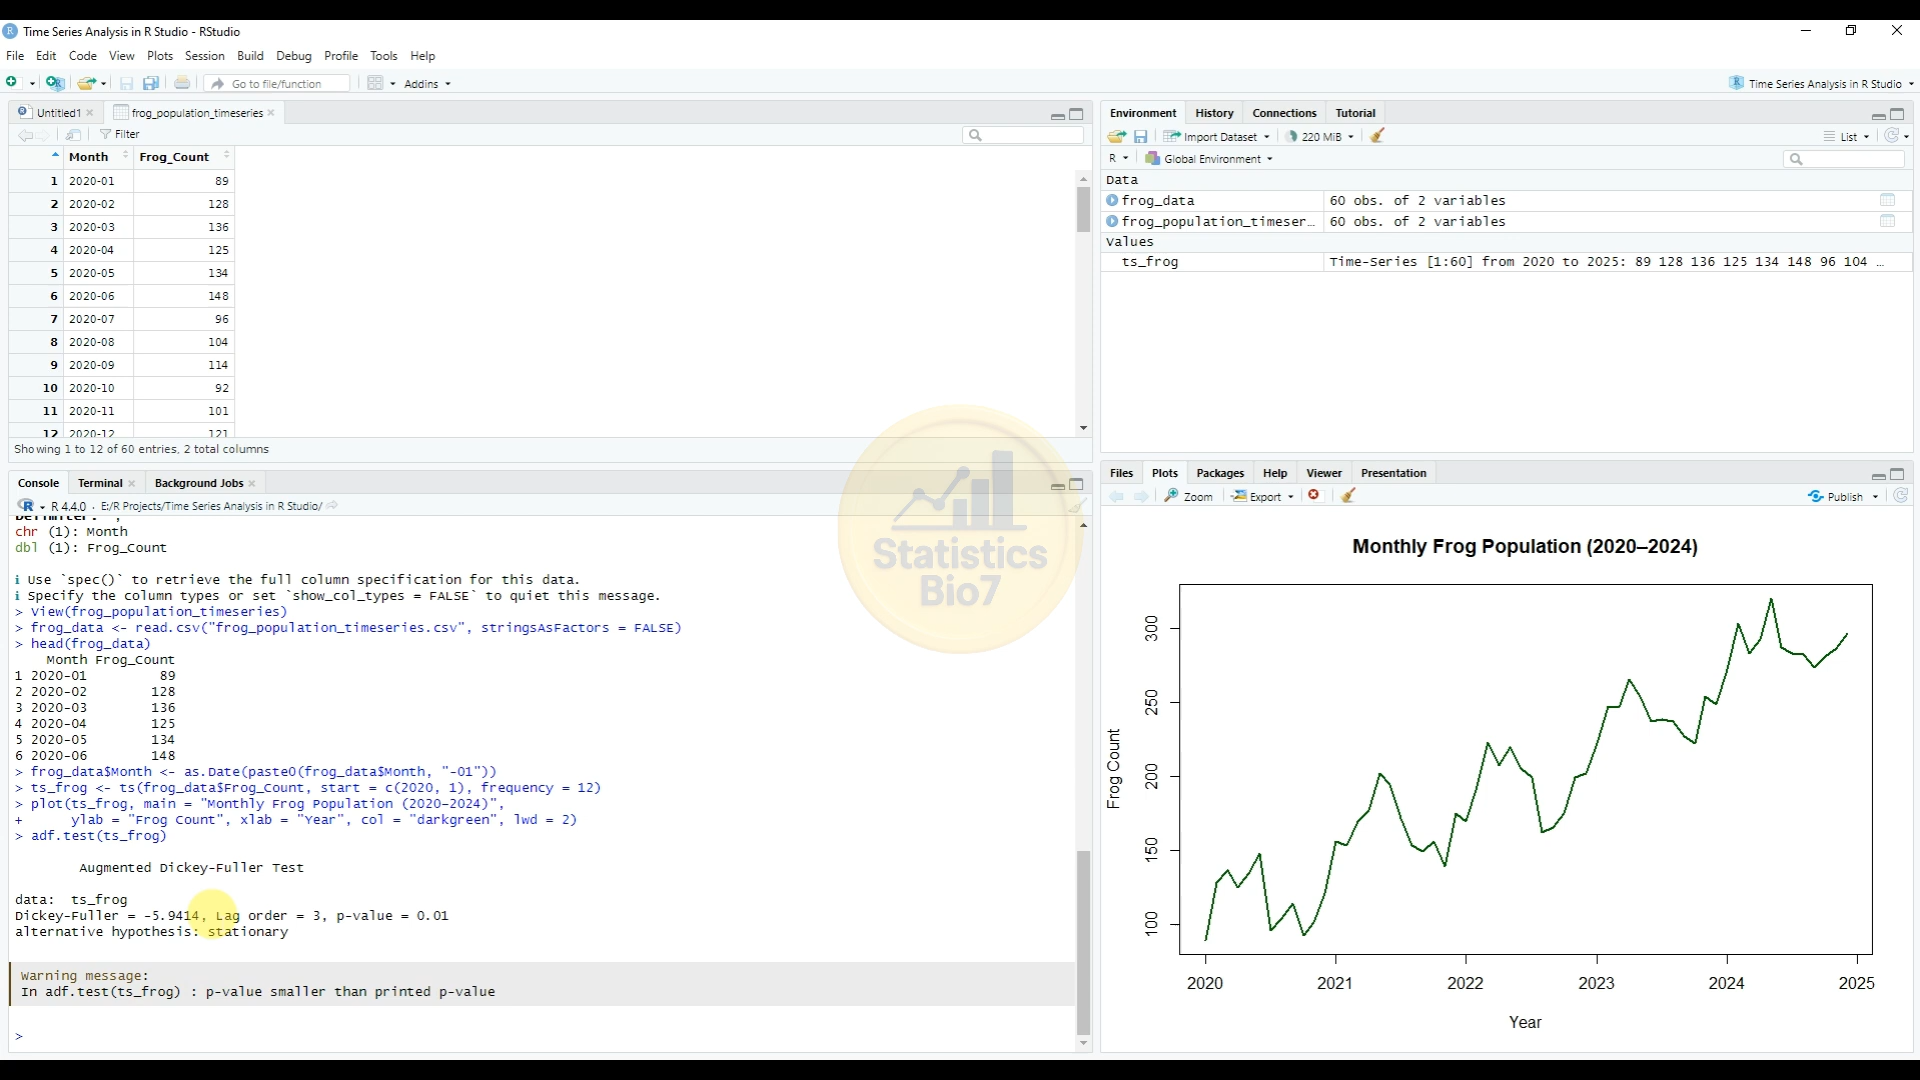 Time Series Analysis in R Studio - RStudio
File Edit Code View Plots Session Build Debug Profile Tools Help
Go to file/function Addins Time Series Analysis in R Studio
Untitled1 frog_population_timeseries
Filter
Month Frog_Count
1 2020-01 89
2 2020-02 128
3 2020-03 136
4 2020-04 125
5 2020-05 134
6 2020-06 148
7 2020-07 96
8 2020-08 104
9 2020-09 114
10 2020-10 92
11 2020-11 101
12 2020-12 121
Showing 1 to 12 of 60 entries, 2 total columns
Console Terminal Background Jobs
R 4.4.0 · E:/R Projects/Time Series Analysis in R Studio/
Delimiter: ","
chr (1): Month
dbl (1): Frog_Count
ℹ Use `spec()` to retrieve the full column specification for this data.
ℹ Specify the column types or set `show_col_types = FALSE` to quiet this message.
> View(frog_population_timeseries)
> frog_data <- read.csv("frog_population_timeseries.csv", stringsAsFactors = FALSE)
> head(frog_data)
Month Frog_Count
1 2020-01 89
2 2020-02 128
3 2020-03 136
4 2020-04 125
5 2020-05 134
6 2020-06 148
> frog_data$Month <- as.Date(paste0(frog_data$Month, "-01"))
> ts_frog <- ts(frog_data$Frog_Count, start = c(2020, 1), frequency = 12)
> plot(ts_frog, main = "Monthly Frog Population (2020–2024)",
+ ylab = "Frog Count", xlab = "Year", col = "darkgreen", lwd = 2)
> adf.test(ts_frog)
Augmented Dickey-Fuller Test
data: ts_frog
Dickey-Fuller = -5.9414, Lag order = 3, p-value = 0.01
alternative hypothesis: stationary
Warning message:
In adf.test(ts_frog) : p-value smaller than printed p-value
>
Statistics
Bio7
Environment History Connections Tutorial
Import Dataset 220 MiB List
R Global Environment
Data
frog_data 60 obs. of 2 variables
frog_population_timeser… 60 obs. of 2 variables
Values
ts_frog Time-Series [1:60] from 2020 to 2025: 89 128 136 125 134 148 96 104 …
Files Plots Packages Help Viewer Presentation
Zoom Export Publish
Monthly Frog Population (2020–2024)
Frog Count
300
250
200
150
100
2020 2021 2022 2023 2024 2025
Year